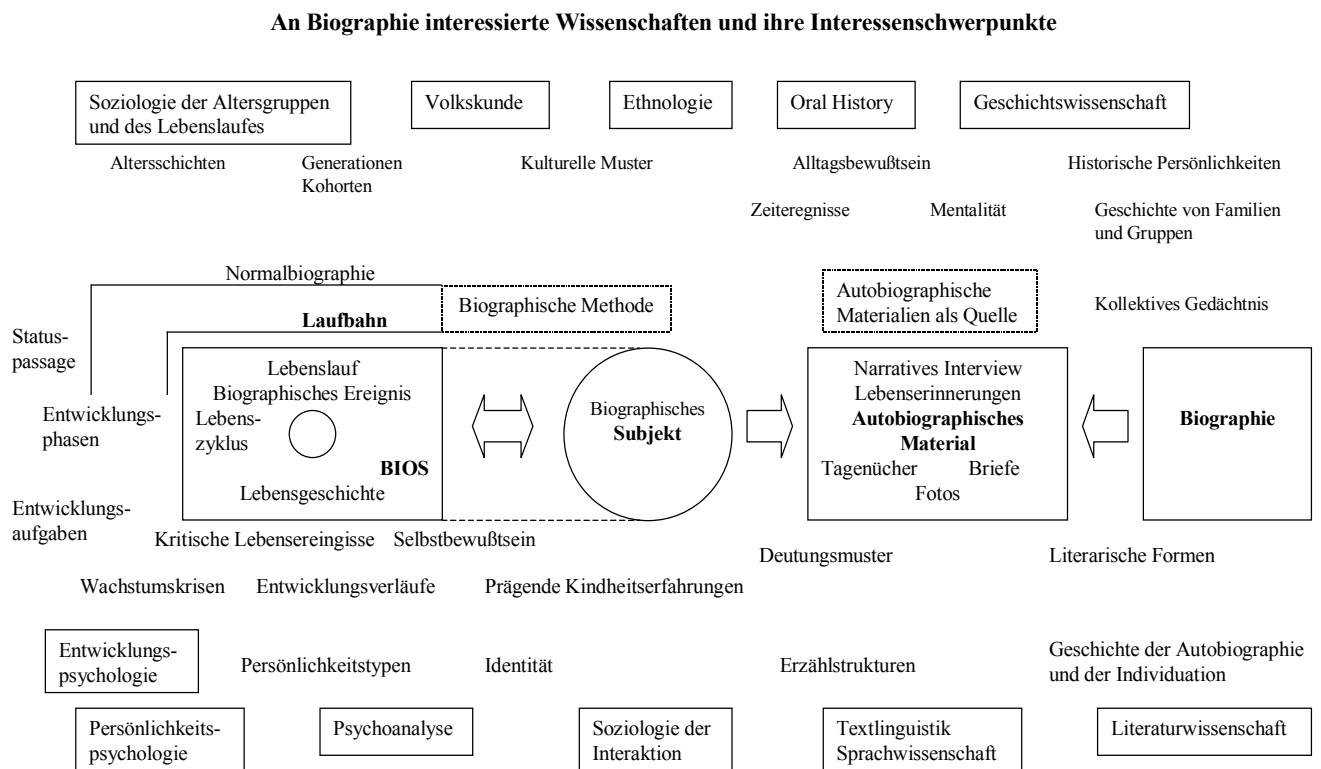 An Biographie interessierte Wissenschaften und ihre Interessenschwerpunkte
Soziologie der Altersgruppen
und des Lebenslaufes
Volkskunde
Ethnologie
Oral History
Geschichtswissenschaft
Altersschichten
Generationen
Kohorten
Kulturelle Muster
Alltagsbewußtsein
Historische Persönlichkeiten
Zeiteregnisse
Mentalität
Geschichte von Familien
und Gruppen
Normalbiographie
Biographische Methode
Autobiographische
Materialien als Quelle
Kollektives Gedächtnis
Laufbahn
Status-
passage
Entwicklungs-
phasen
Entwicklungs-
aufgaben
Lebenslauf
Biographisches Ereignis
Lebens-
zyklus
BIOS
Lebensgeschichte
Biographisches
Subjekt
Narratives Interview
Lebenserinnerungen
Autobiographisches
Material
Tagenücher Briefe
Fotos
Biographie
Kritische Lebensereingisse
Selbstbewußtsein
Deutungsmuster
Literarische Formen
Wachstumskrisen
Entwicklungsverläufe
Prägende Kindheitserfahrungen
Entwicklungs-
psychologie
Persönlichkeitstypen
Identität
Erzählstrukturen
Geschichte der Autobiographie
und der Individuation
Persönlichkeits-
psychologie
Psychoanalyse
Soziologie der
Interaktion
Textlinguistik
Sprachwissenschaft
Literaturwissenschaft